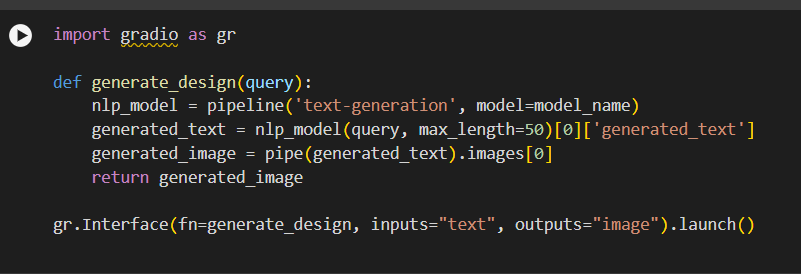 import gradio as gr
def generate_design(query):
    nlp_model = pipeline('text-generation', model=model_name)
    generated_text = nlp_model(query, max_length=50)[0]['generated_text']
    generated_image = pipe(generated_text).images[0]
    return generated_image
gr.Interface(fn=generate_design, inputs="text", outputs="image").launch()